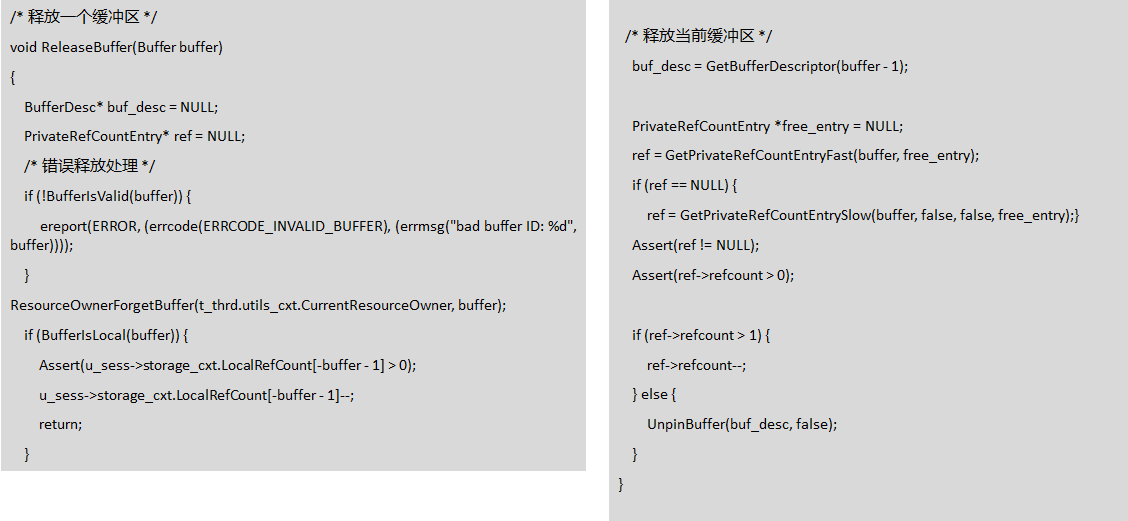 /* 释放一个缓冲区 */
void ReleaseBuffer(Buffer buffer)
{
BufferDesc* buf_desc = NULL;
PrivateRefCountEntry* ref = NULL;
/* 错误释放处理 */
if (!BufferIsValid(buffer)) {
ereport(ERROR, (errcode(ERRCODE_INVALID_BUFFER), (errmsg("bad buffer ID: %d",
buffer))));
}
ResourceOwnerForgetBuffer(t_thrd.utils_cxt.CurrentResourceOwner, buffer);
if (BufferIsLocal(buffer)) {
Assert(u_sess->storage_cxt.LocalRefCount[-buffer - 1] > 0);
u_sess->storage_cxt.LocalRefCount[-buffer - 1]--;
return;
}
/* 释放当前缓冲区 */
buf_desc = GetBufferDescriptor(buffer - 1);
PrivateRefCountEntry *free_entry = NULL;
ref = GetPrivateRefCountEntryFast(buffer, free_entry);
if (ref == NULL) {
ref = GetPrivateRefCountEntrySlow(buffer, false, false, free_entry);}
Assert(ref != NULL);
Assert(ref->refcount > 0);
if (ref->refcount > 1) {
ref->refcount--;
} else {
UnpinBuffer(buf_desc, false);
}
}